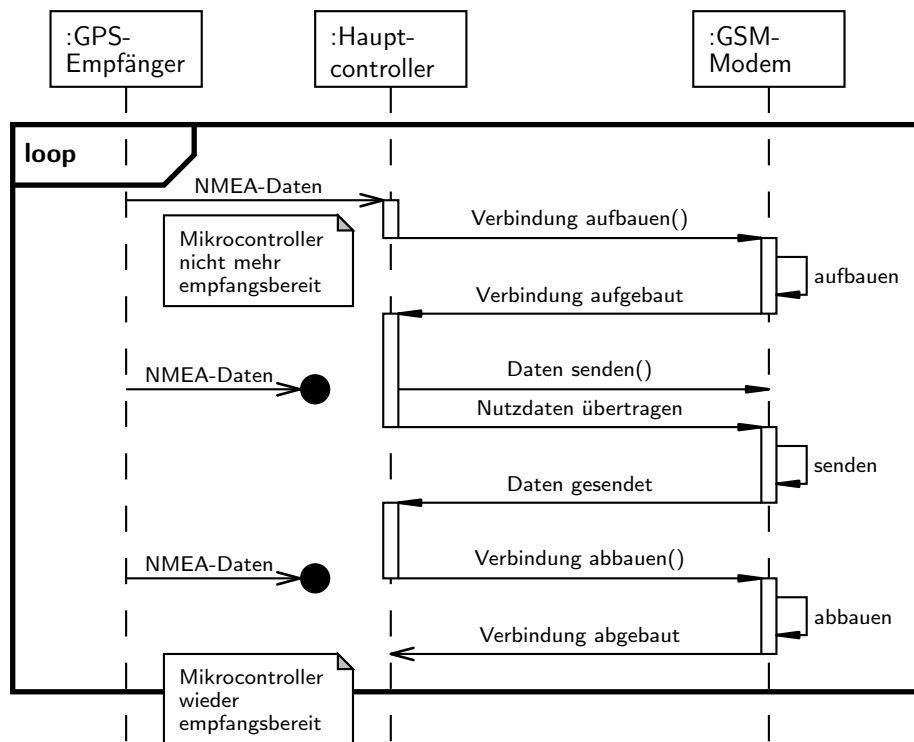 :GPS-
Empfänger
:Haupt-
controller
:GSM-
Modem
loop
NMEA-Daten
Verbindung aufbauen()
Mikrocontroller
nicht mehr
empfangsbereit
aufbauen
Verbindung aufgebaut
NMEA-Daten
Daten senden()
Nutzdaten übertragen
senden
Daten gesendet
NMEA-Daten
Verbindung abbauen()
abbauen
Verbindung abgebaut
Mikrocontroller
wieder
empfangsbereit